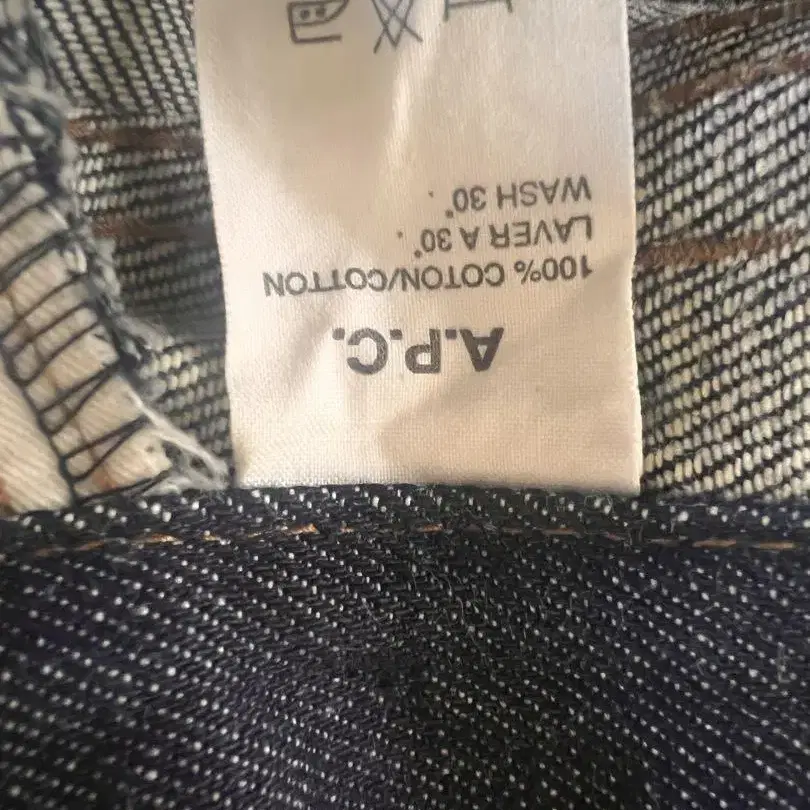 A.P.C.
100% COTON/COTTON
LAVER A 30°.
WASH 30°.